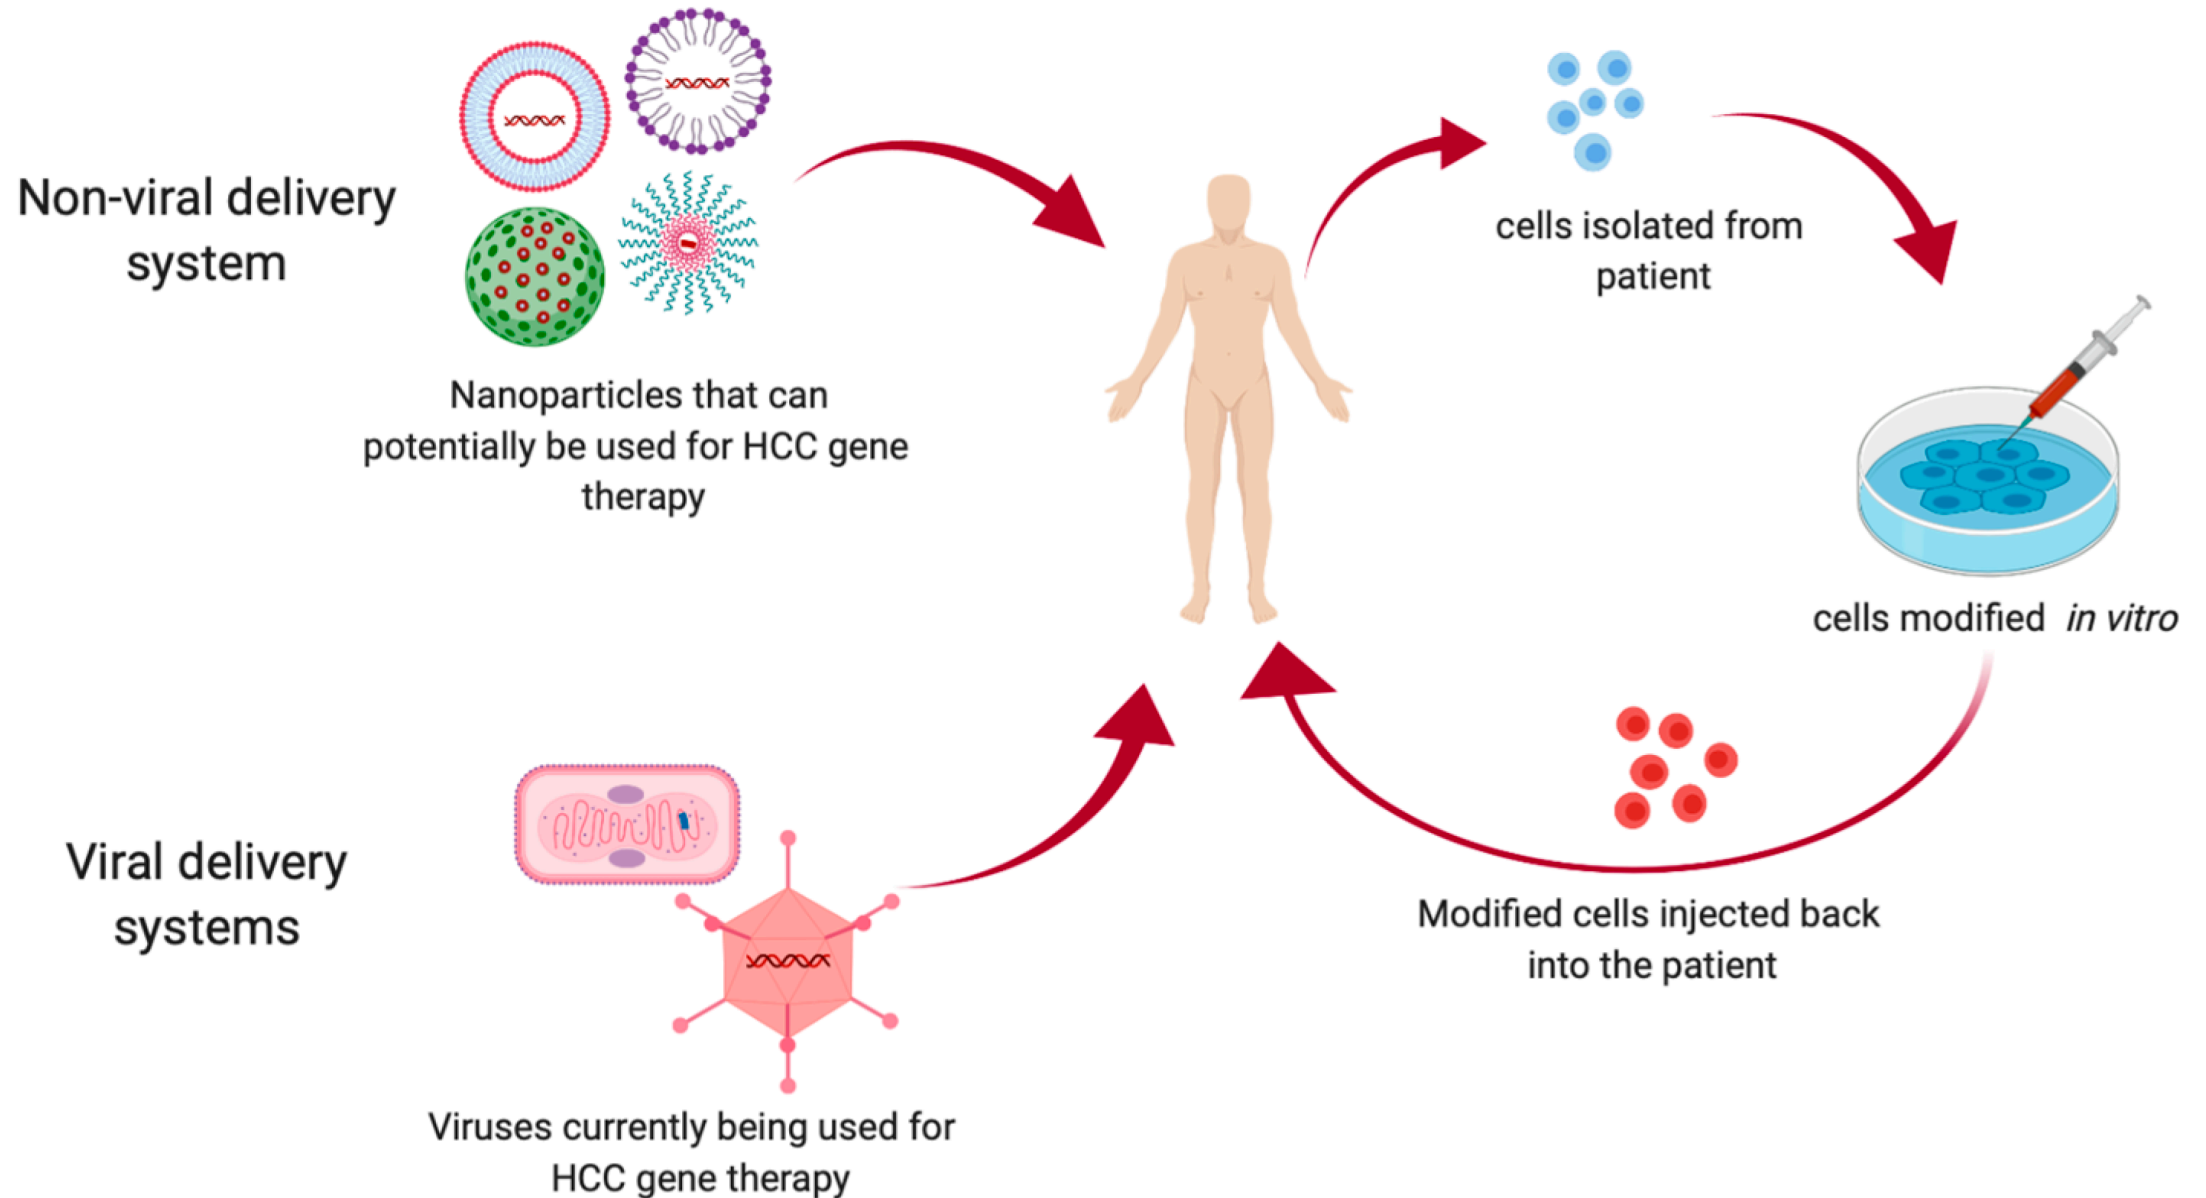 Non-viral delivery
system
Nanoparticles that can
potentially be used for HCC gene
therapy
cells isolated from
patient
cells modified in vitro
Modified cells injected back
into the patient
Viral delivery
systems
Viruses currently being used for
HCC gene therapy